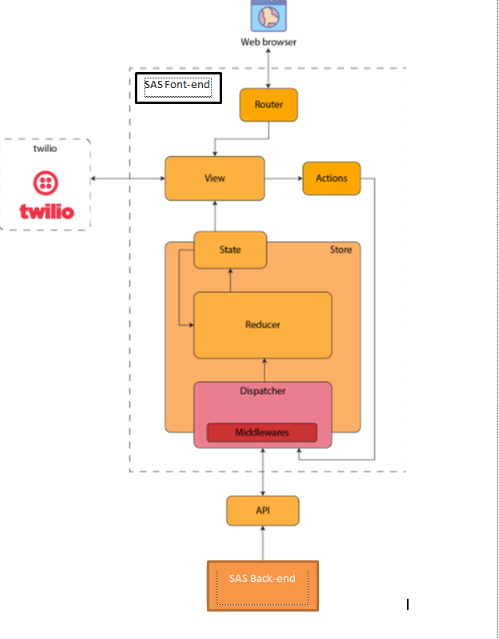 Web browser
SAS Font-end
Router
twilio
twilio
View
Actions
State
Store
Reducer
Dispatcher
Middlewares
API
SAS Back-end